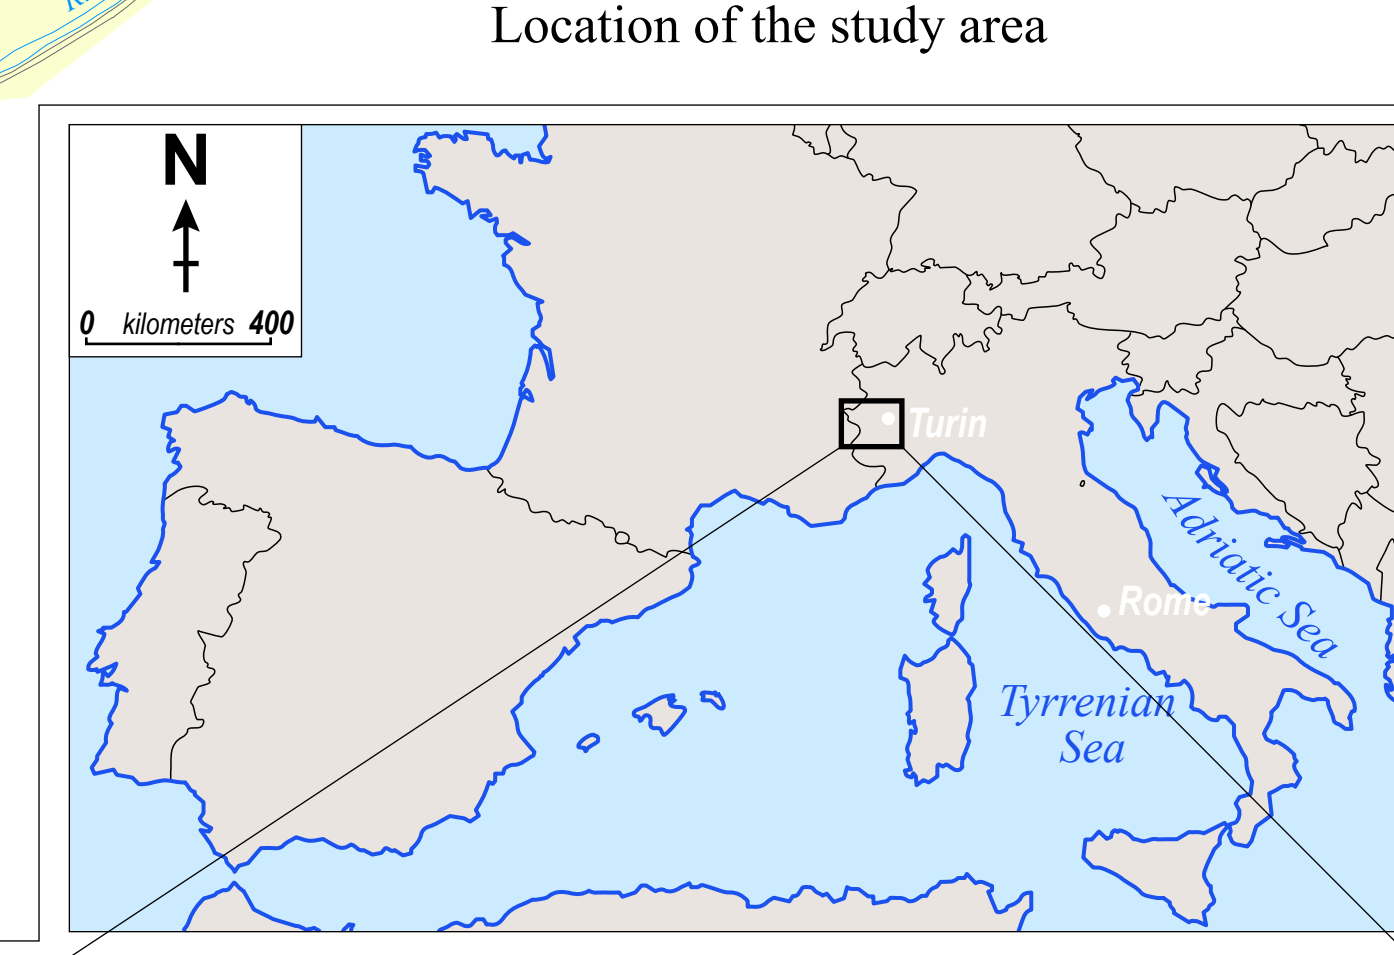 Location of the study area
N
0 kilometers 400
Turin
Adriatic Sea
Rome
Tyrrenian
Sea